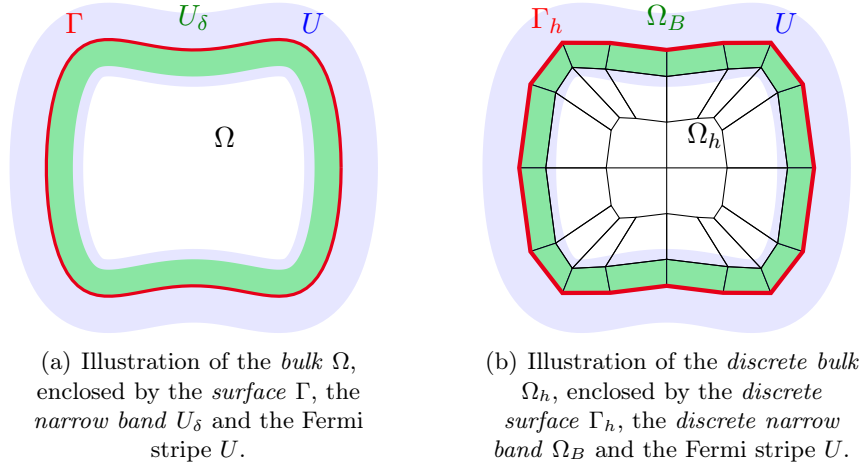 Γ U_δ U
Ω
(a) Illustration of the bulk Ω,
enclosed by the surface Γ, the
narrow band U_δ and the Fermi
stripe U.
Γ_h Ω_B U
Ω_h
(b) Illustration of the discrete bulk
Ω_h, enclosed by the discrete
surface Γ_h, the discrete narrow
band Ω_B and the Fermi stripe U.